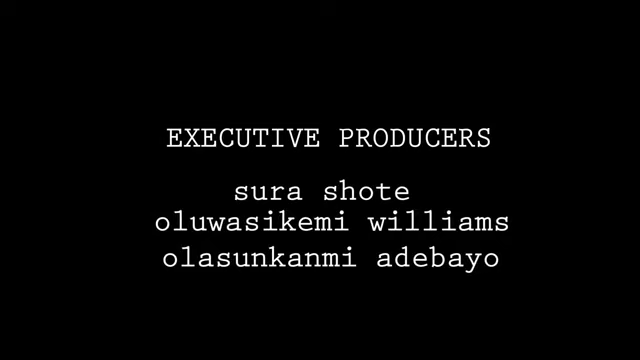 EXECUTIVE PRODUCERS
sura shote
oluwasikemi williams
olasunkanmi adebayo